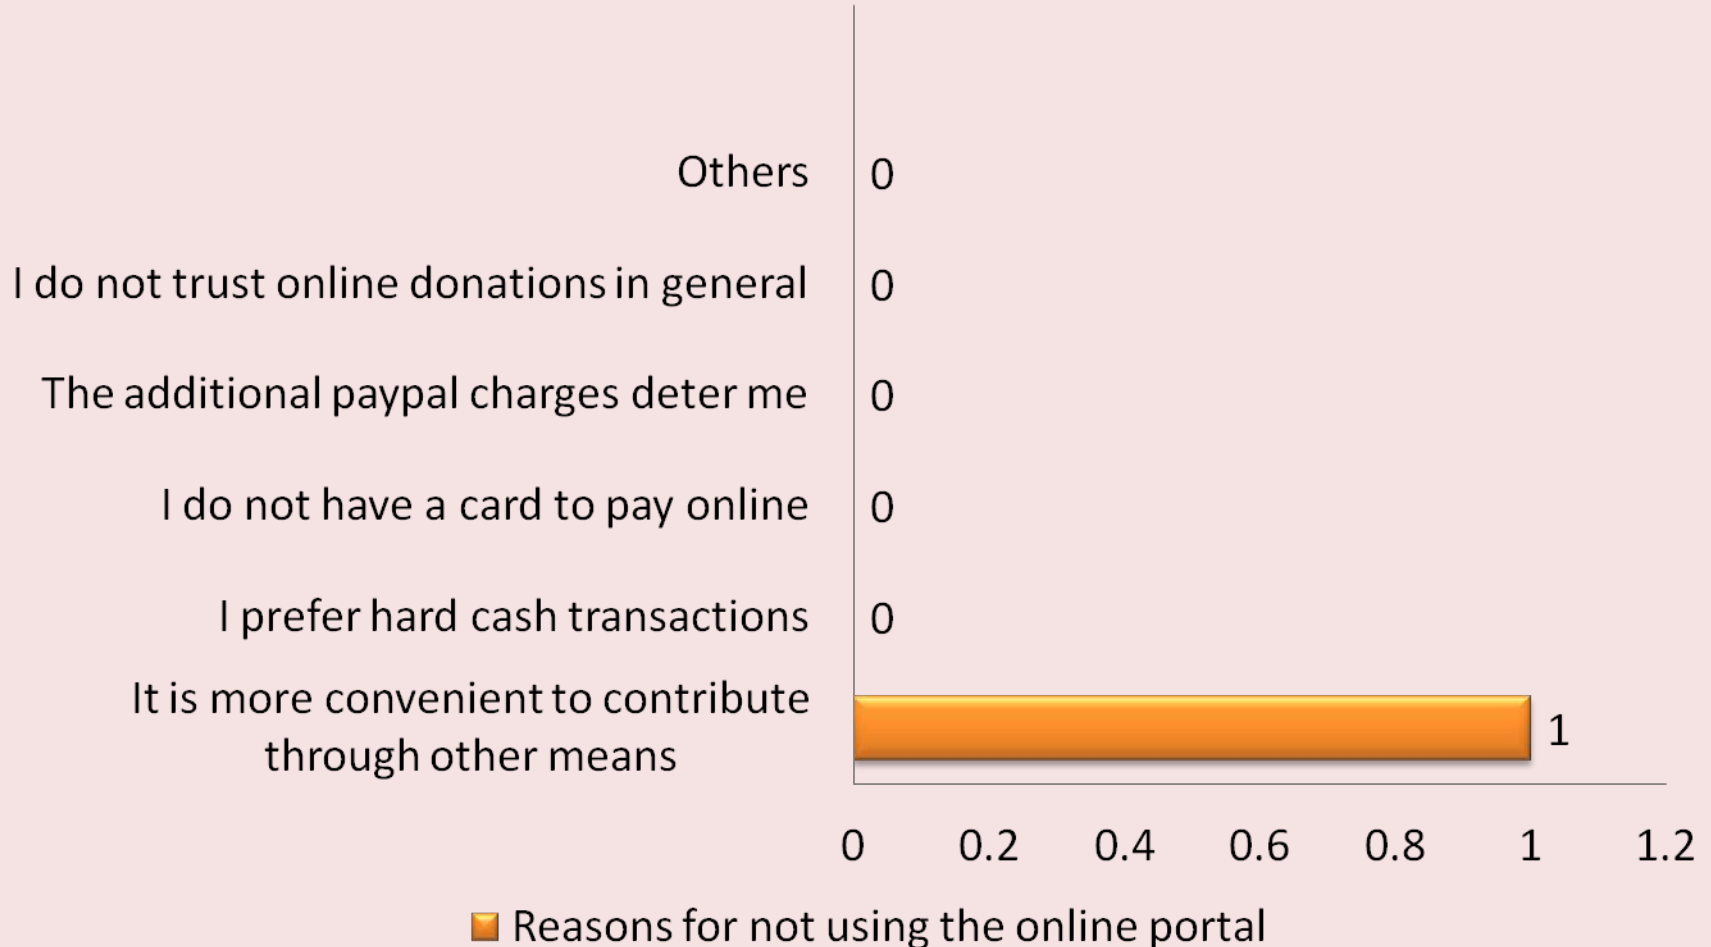 Others 0
I do not trust online donations in general 0
The additional paypal charges deter me 0
I do not have a card to pay online 0
I prefer hard cash transactions 0
It is more convenient to contribute
through other means 1
0 0.2 0.4 0.6 0.8 1 1.2
Reasons for not using the online portal